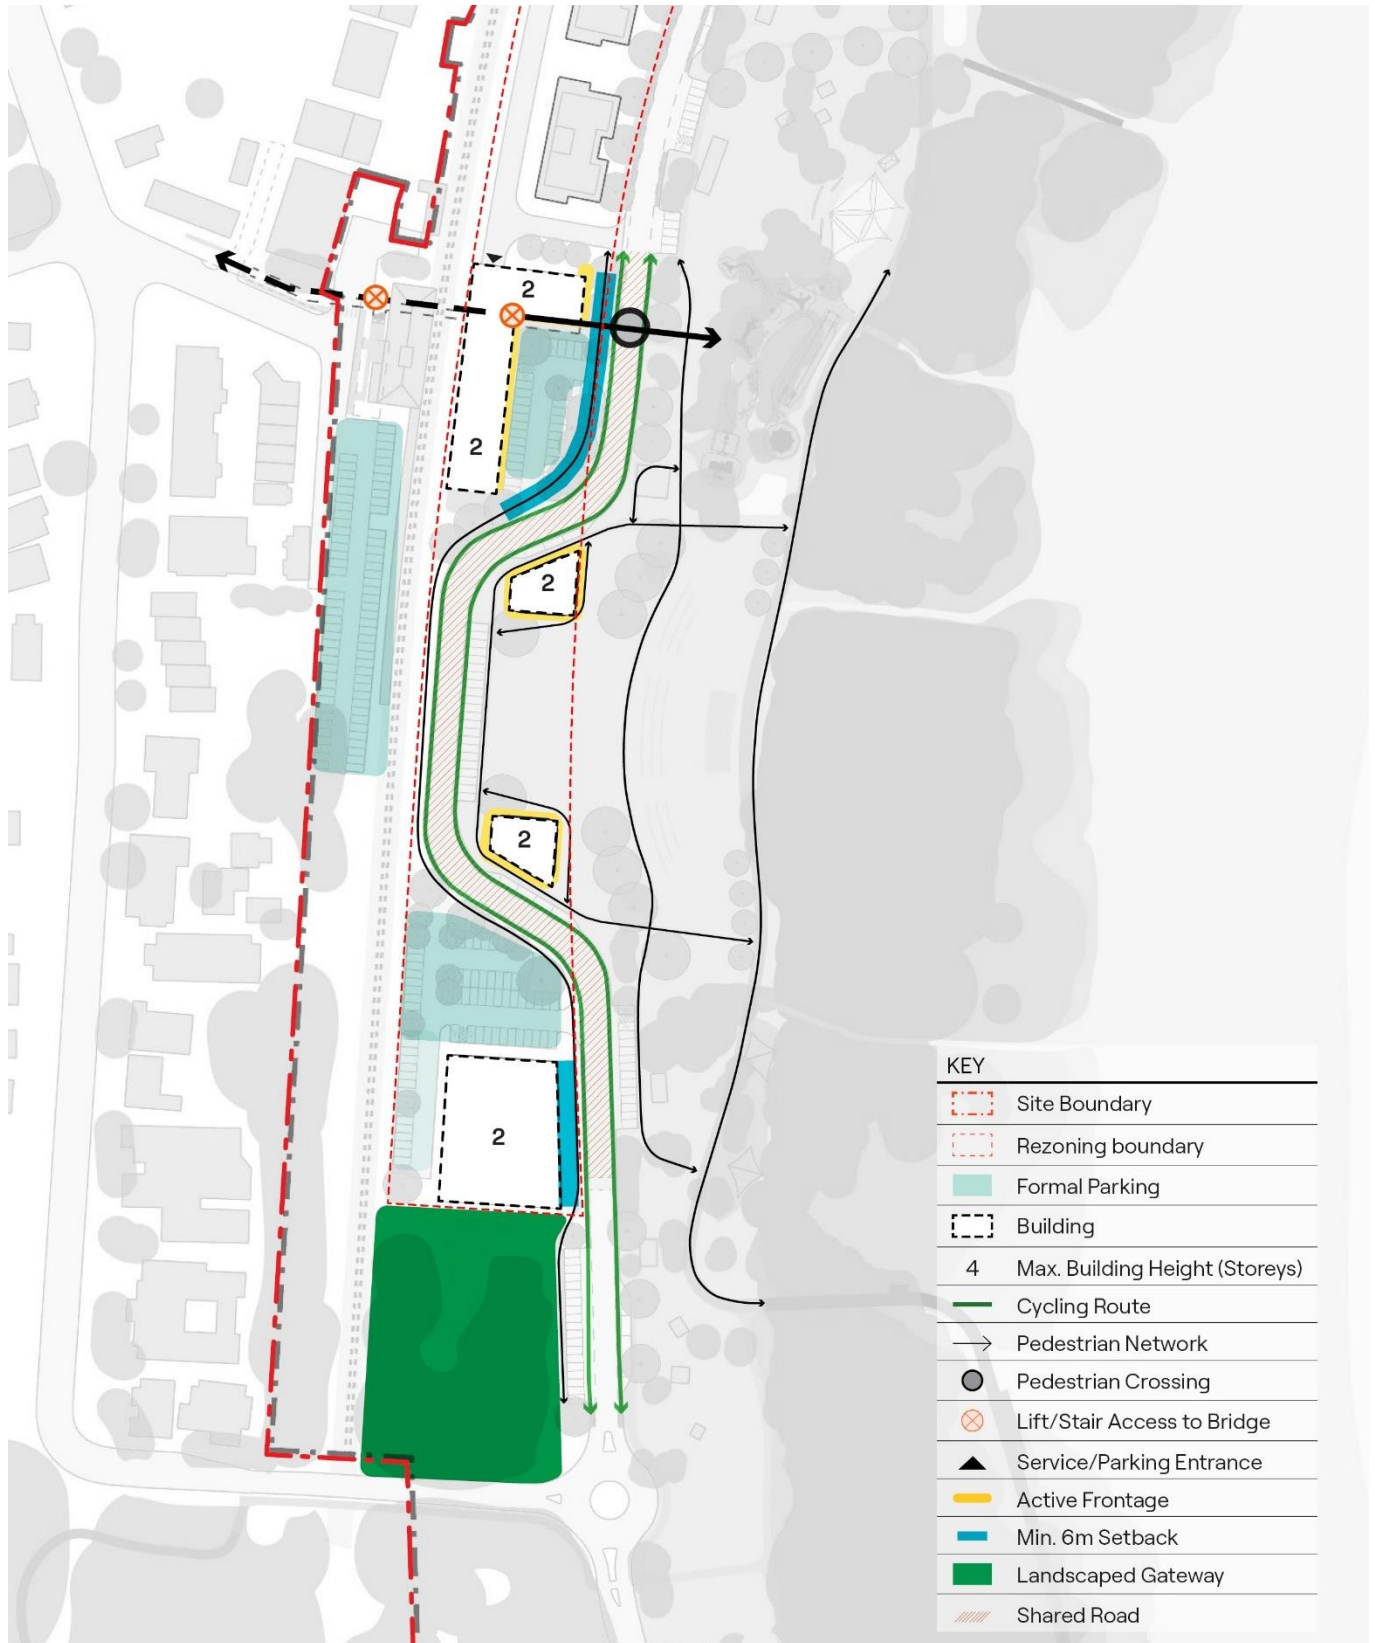 2
2
2
2
2
KEY
Site Boundary
Rezoning boundary
Formal Parking
Building
4 Max. Building Height (Storeys)
Cycling Route
Pedestrian Network
Pedestrian Crossing
Lift/Stair Access to Bridge
Service/Parking Entrance
Active Frontage
Min. 6m Setback
Landscaped Gateway
Shared Road